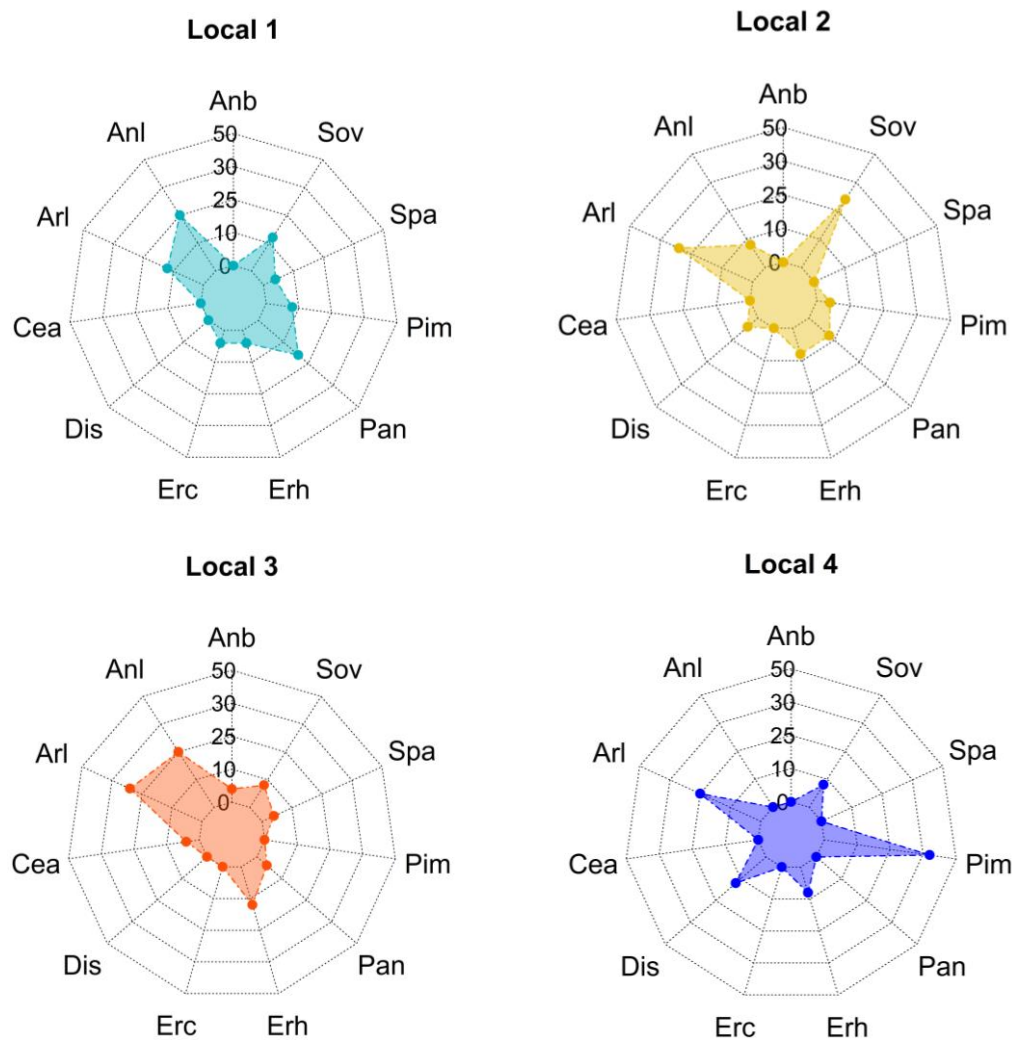 Local 1
Anb
Anl
Sov
Arl
Spa
50
30
25
10
0
Cea
Pim
Dis
Pan
Erc
Erh
Local 2
Anb
Anl
Sov
Arl
Spa
50
30
25
10
0
Cea
Pim
Dis
Pan
Erc
Erh
Local 3
Anb
Anl
Sov
Arl
Spa
50
30
25
10
0
Cea
Pim
Dis
Pan
Erc
Erh
Local 4
Anb
Anl
Sov
Arl
Spa
50
30
25
10
0
Cea
Pim
Dis
Pan
Erc
Erh